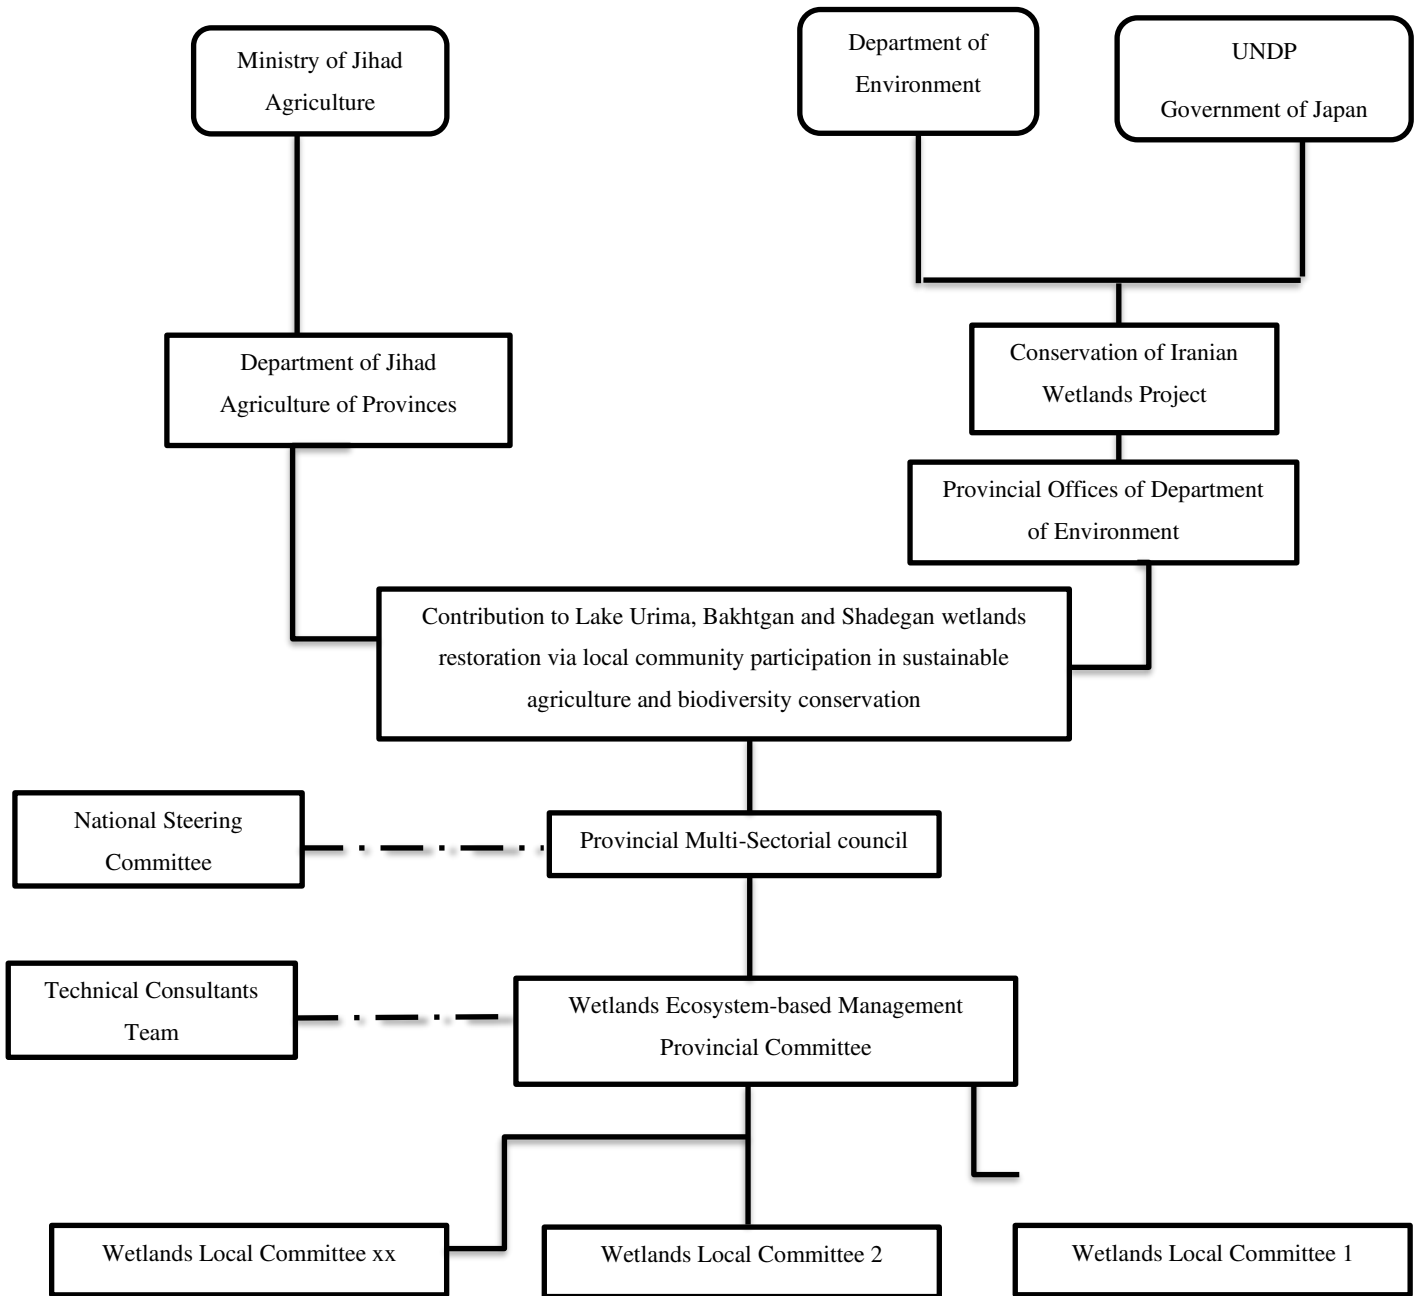 Ministry of Jihad
Agriculture
Department of
Environment
UNDP
Government of Japan
Department of Jihad
Agriculture of Provinces
Conservation of Iranian
Wetlands Project
Provincial Offices of Department
of Environment
Contribution to Lake Urima, Bakhtgan and Shadegan wetlands
restoration via local community participation in sustainable
agriculture and biodiversity conservation
National Steering
Committee
Provincial Multi-Sectorial council
Technical Consultants
Team
Wetlands Ecosystem-based Management
Provincial Committee
Wetlands Local Committee xx
Wetlands Local Committee 2
Wetlands Local Committee 1